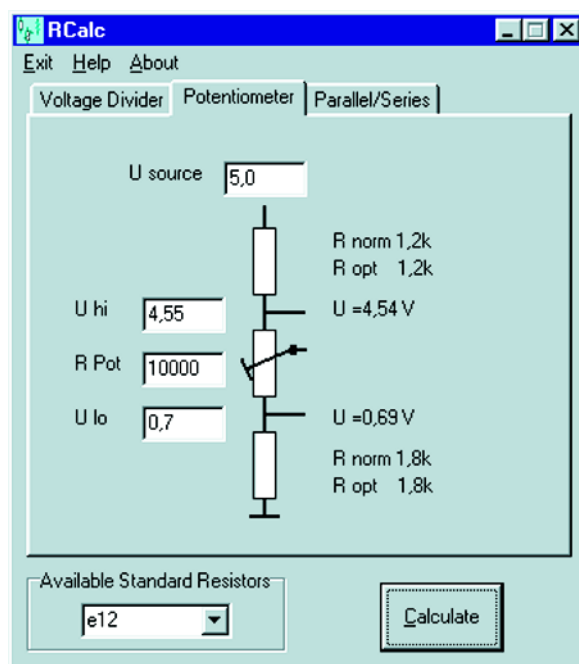 RCalc
Exit Help About
Voltage Divider Potentiometer Parallel/Series
U source 5,0
R norm 1,2k
R opt 1,2k
U hi 4,55 U =4,54 V
R Pot 10000
U lo 0,7 U =0,69 V
R norm 1,8k
R opt 1,8k
Available Standard Resistors
e12 Calculate